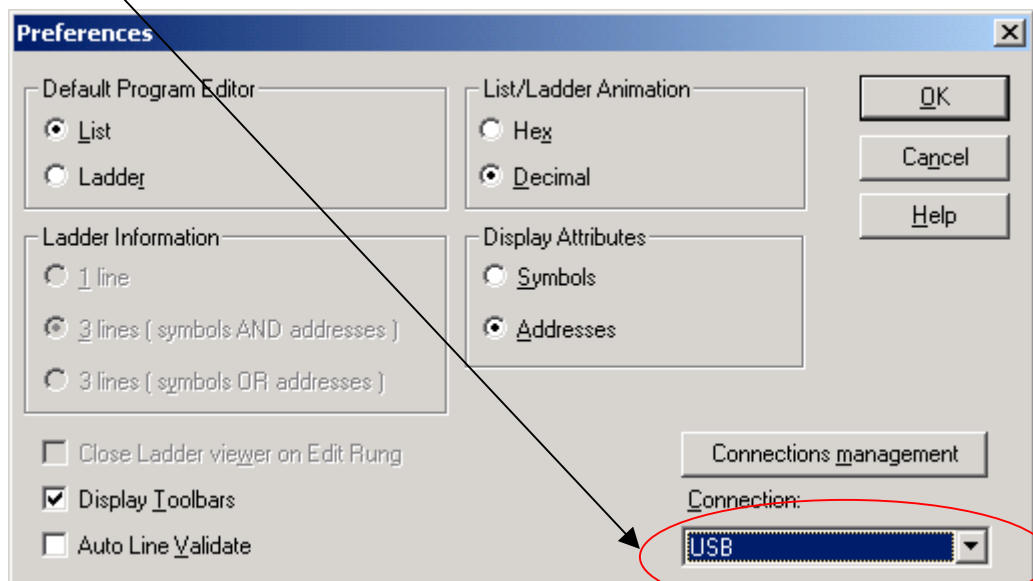 Preferences
Default Program Editor
List
Ladder
List/Ladder Animation
Hex
Decimal
OK
Cancel
Help
Ladder Information
1 line
3 lines ( symbols AND addresses )
3 lines ( symbols OR addresses )
Display Attributes
Symbols
Addresses
Close Ladder viewer on Edit Rung
Display Toolbars
Auto Line Validate
Connections management
Connection:
USB